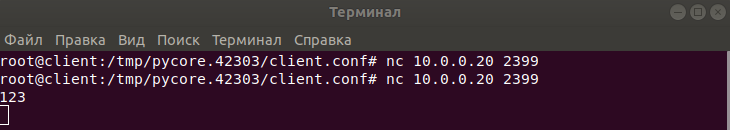 Терминал
Файл Правка Вид Поиск Терминал Справка
root@client:/tmp/pycore.42303/client.conf# nc 10.0.0.20 2399
root@client:/tmp/pycore.42303/client.conf# nc 10.0.0.20 2399
123